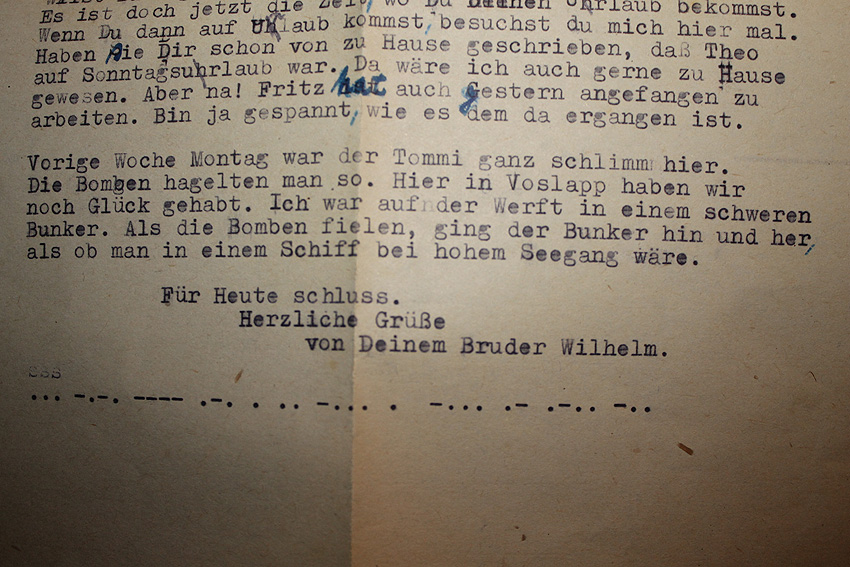 Es ist doch jetzt die Zeit, wo Du Deinen Uhrlaub bekommst.
Wenn Du dann auf Uhlaub kommst, besuchst du mich hier mal.
Haben Sie Dir schon von zu Hause geschrieben, daß Theo
auf Sonntagsuhrlaub war. Da wäre ich auch gerne zu Hause
gewesen. Aber na! Fritz hat auch gestern angefangen zu
arbeiten. Bin ja gespannt, wie es dem da ergangen ist.
Vorige Woche Montag war der Tommi ganz schlimm hier.
Die Bomben hagelten man so. Hier in Voslapp haben wir
noch Glück gehabt. Ich war auf der Werft in einem schweren
Bunker. Als die Bomben fielen, ging der Bunker hin und her,
als ob man in einem Schiff bei hohem Seegang wäre.
Für Heute schluss.
Herzliche Grüße
von Deinem Bruder Wilhelm.
ess
... -.-. ---- .-. . .. -... . -... .- .-.. -..